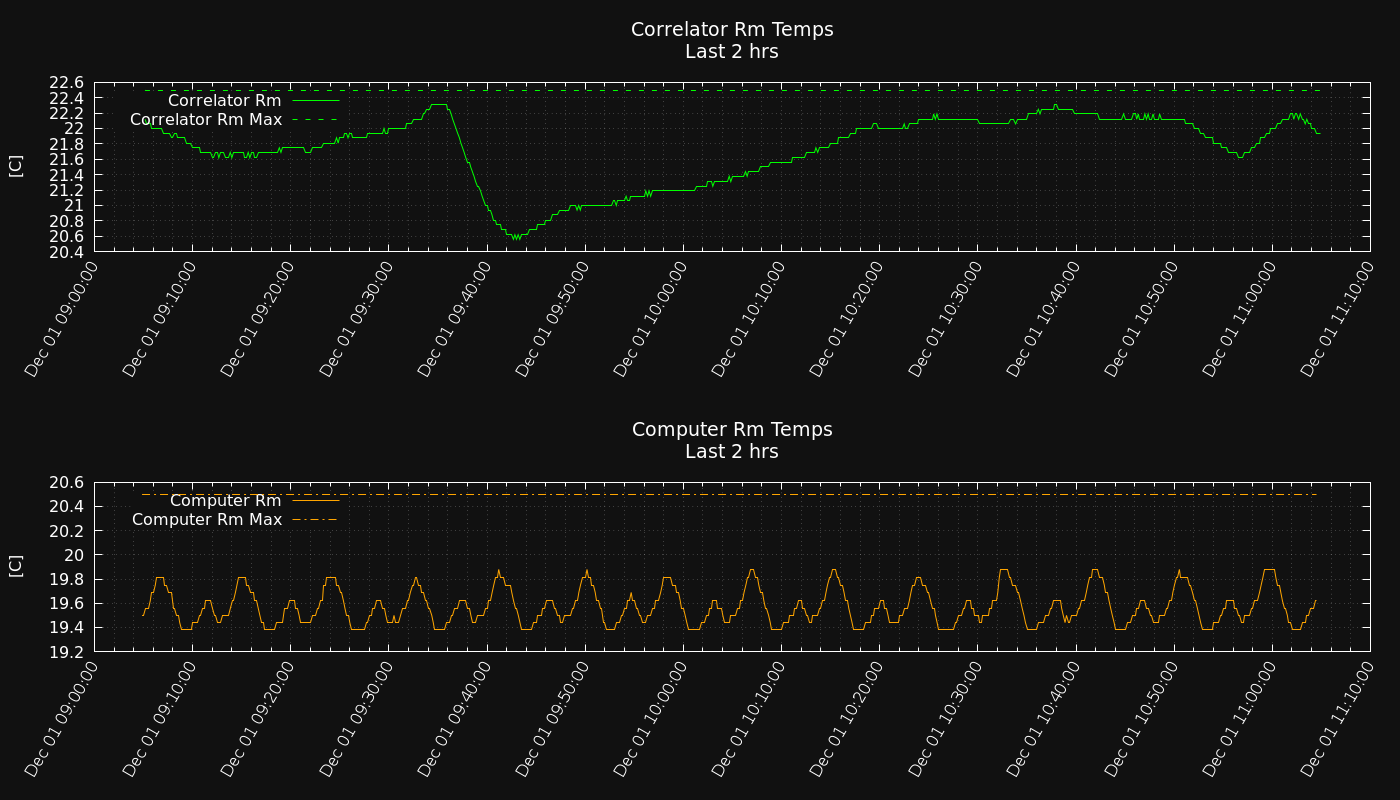 Correlator Rm Temps
Last 2 hrs
22.6
22.4
22.2
22
21.8
21.6
21.4
21.2
21
20.8
20.6
20.4
[C]
Correlator Rm
Correlator Rm Max
Dec 01 09:00:00
Dec 01 09:10:00
Dec 01 09:20:00
Dec 01 09:30:00
Dec 01 09:40:00
Dec 01 09:50:00
Dec 01 10:00:00
Dec 01 10:10:00
Dec 01 10:20:00
Dec 01 10:30:00
Dec 01 10:40:00
Dec 01 10:50:00
Dec 01 11:00:00
Dec 01 11:10:00
Computer Rm Temps
Last 2 hrs
20.6
20.4
20.2
20
19.8
19.6
19.4
19.2
[C]
Computer Rm
Computer Rm Max
Dec 01 09:00:00
Dec 01 09:10:00
Dec 01 09:20:00
Dec 01 09:30:00
Dec 01 09:40:00
Dec 01 09:50:00
Dec 01 10:00:00
Dec 01 10:10:00
Dec 01 10:20:00
Dec 01 10:30:00
Dec 01 10:40:00
Dec 01 10:50:00
Dec 01 11:00:00
Dec 01 11:10:00